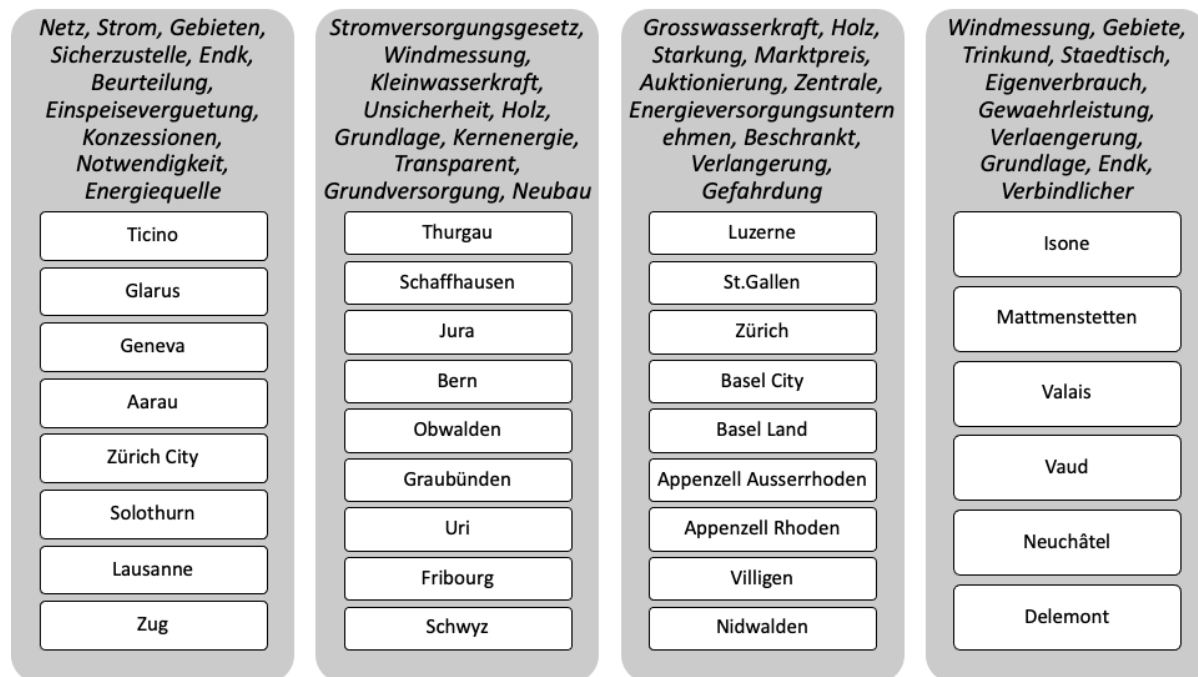 Netz, Strom, Gebieten,
Sicherzustelle, Endk,
Beurteilung,
Einspeiseverguetung,
Konzessionen,
Notwendigkeit,
Energiequelle
Ticino
Glarus
Geneva
Aarau
Zürich City
Solothurn
Lausanne
Zug
Stromversorgungsgesetz,
Windmessung,
Kleinwasserkraft,
Unsicherheit, Holz,
Grundlage, Kernenergie,
Transparent,
Grundversorgung, Neubau
Thurgau
Schaffhausen
Jura
Bern
Obwalden
Graubünden
Uri
Fribourg
Schwyz
Grosswasserkraft, Holz,
Starkung, Marktpreis,
Auktionierung, Zentrale,
Energieversorgungsuntern
ehmen, Beschrankt,
Verlangerung,
Gefahrdung
Luzerne
St.Gallen
Zürich
Basel City
Basel Land
Appenzell Ausserrhoden
Appenzell Rhoden
Villigen
Nidwalden
Windmessung, Gebiete,
Trinkund, Staedtisch,
Eigenverbrauch,
Gewaehrleistung,
Verlaengerung,
Grundlage, Endk,
Verbindlicher
Isone
Mattmenstetten
Valais
Vaud
Neuchâtel
Delemont